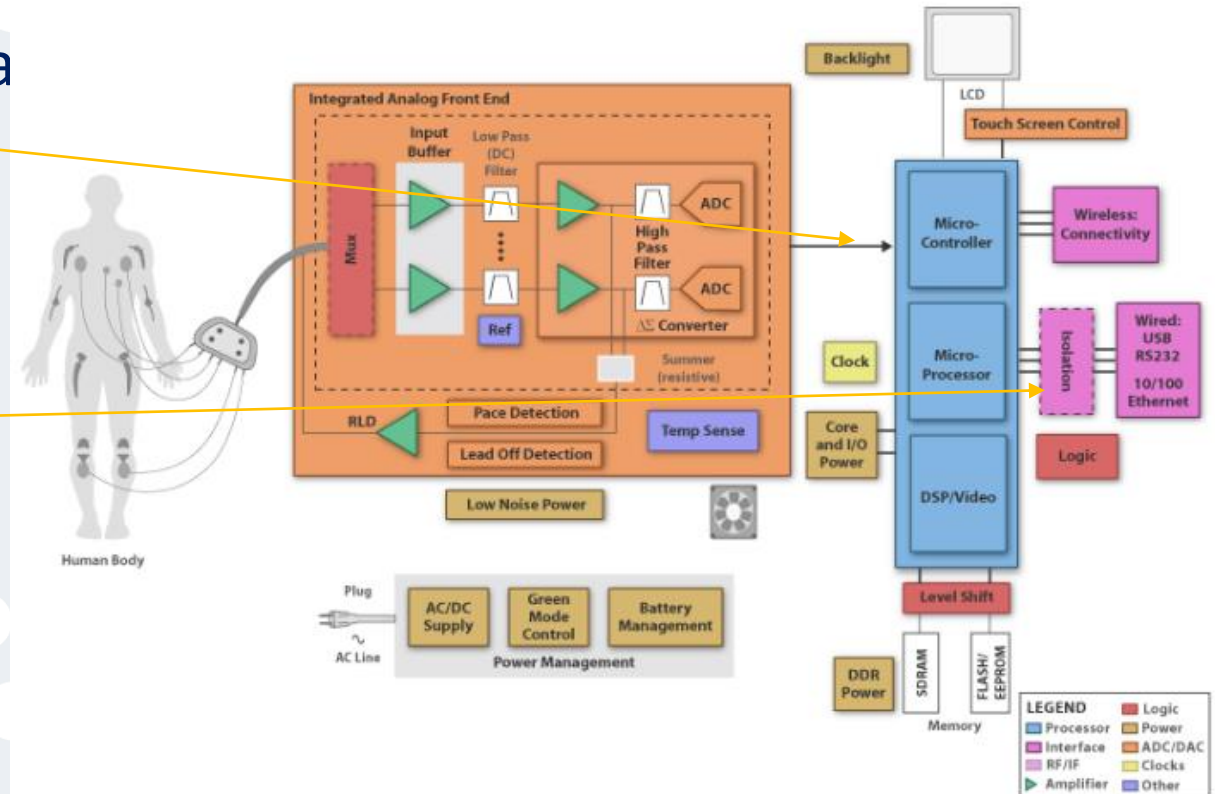 a
Backlight
LCD
Touch Screen Control
Integrated Analog Front End
Input
Buffer
Low Pass
(DC)
Filter
Mux
ADC
High
Pass
Filter
ADC
Ref
ΔΣ Converter
Summer
(resistive)
RLD
Pace Detection
Lead Off Detection
Temp Sense
Low Noise Power
Human Body
Plug
AC Line
AC/DC
Supply
Green
Mode
Control
Battery
Management
Power Management
Micro-
Controller
Micro-
Processor
DSP/Video
Wireless:
Connectivity
Isolation
Wired:
USB
RS232
10/100
Ethernet
Clock
Core
and I/O
Power
Logic
Level Shift
DDR
Power
SDRAM
FLASH/
EEPROM
Memory
LEGEND
Processor
Interface
RF/IF
Amplifier
Logic
Power
ADC/DAC
Clocks
Other